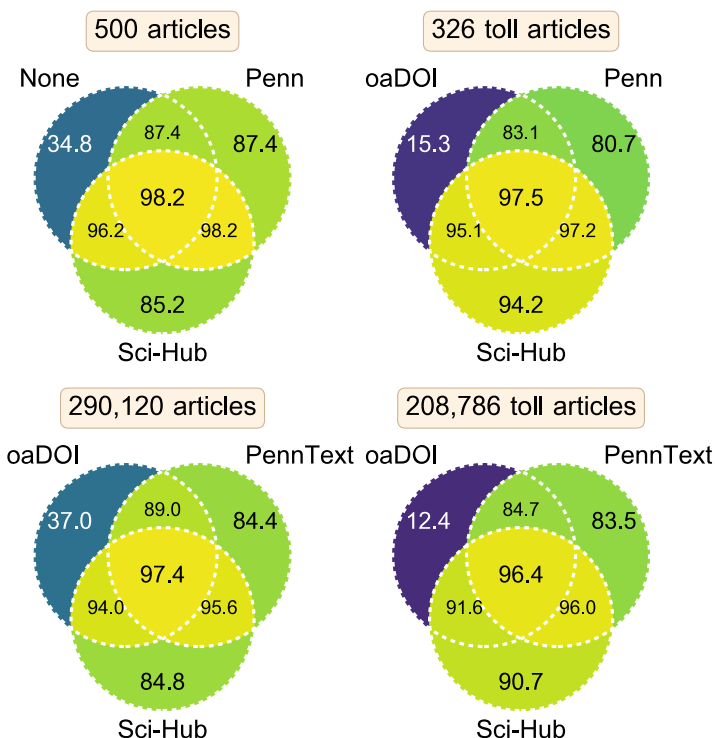 500 articles
None
Penn
34.8
87.4
87.4
98.2
96.2
98.2
85.2
Sci-Hub
326 toll articles
oaDOI
Penn
15.3
83.1
80.7
97.5
95.1
97.2
94.2
Sci-Hub
290,120 articles
oaDOI
PennText
37.0
89.0
84.4
97.4
94.0
95.6
84.8
Sci-Hub
208,786 toll articles
oaDOI
PennText
12.4
84.7
83.5
96.4
91.6
96.0
90.7
Sci-Hub